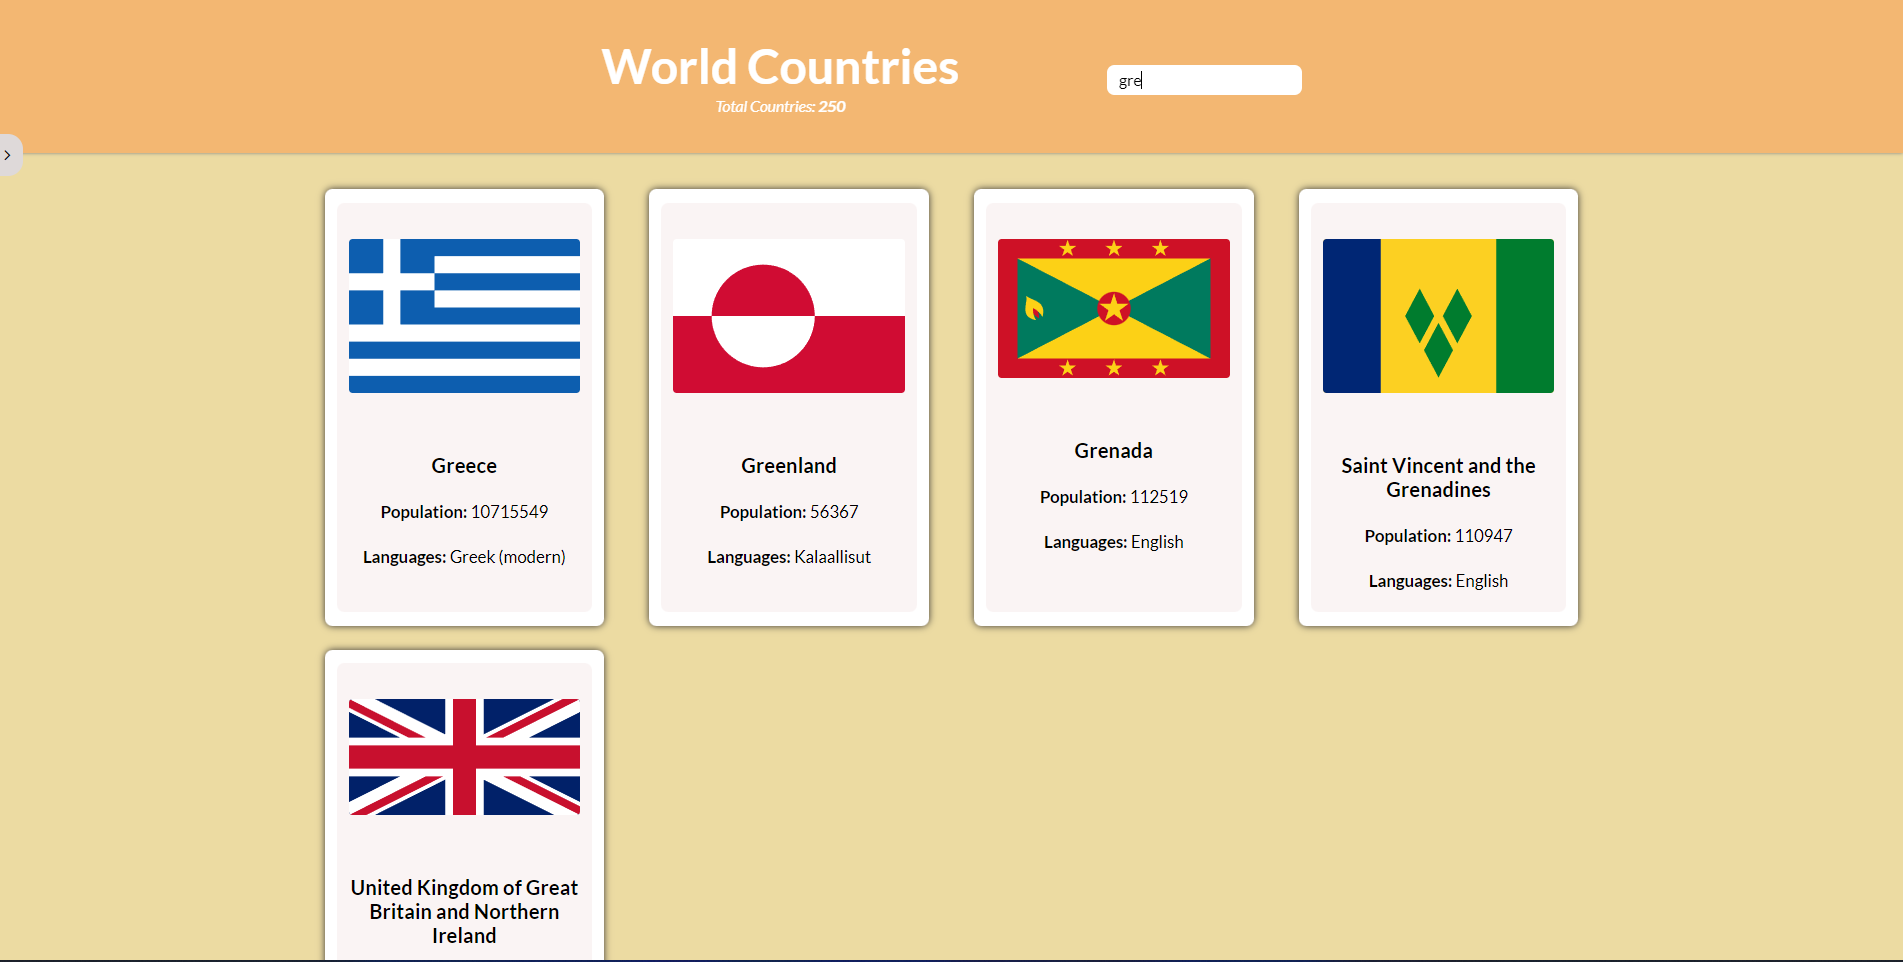 World Countries
Total Countries: 250
gre
Greece
Population: 10715549
Languages: Greek (modern)
Greenland
Population: 56367
Languages: Kalaallisut
Grenada
Population: 112519
Languages: English
Saint Vincent and the
Grenadines
Population: 110947
Languages: English
United Kingdom of Great
Britain and Northern
Ireland